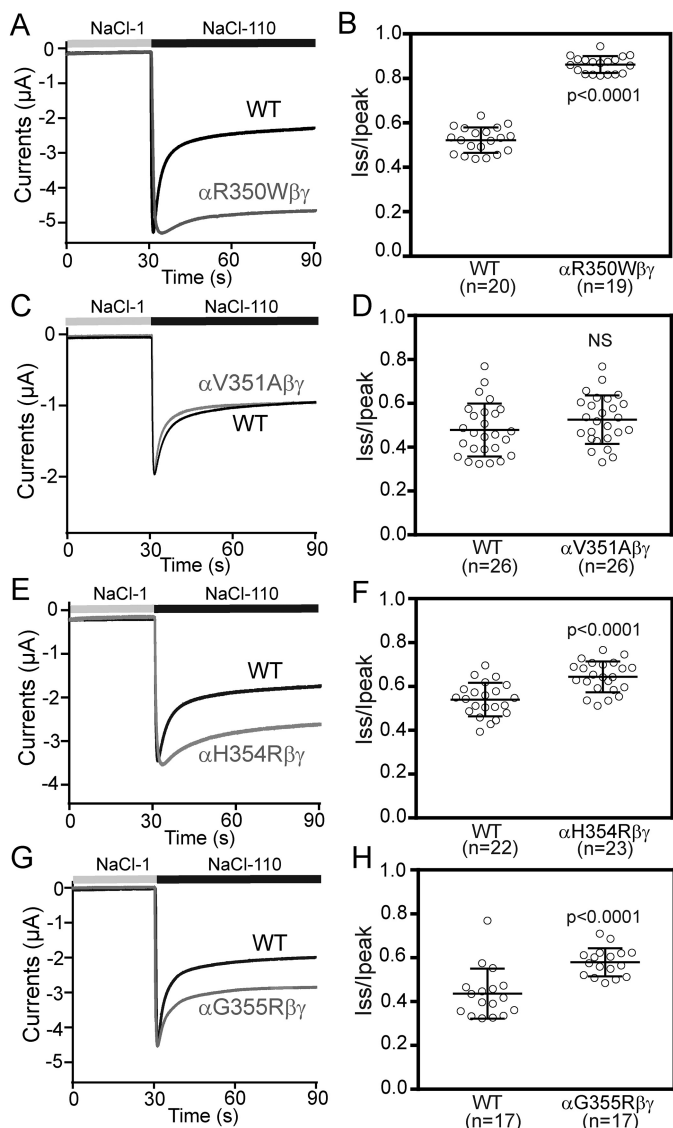 A
NaCl-1 NaCl-110
Currents (μA)
0
-1
-2
-3
-4
-5
WT
αR350Wβγ
0 30 60 90
Time (s)
B
Iss/Ipeak
1.0
0.8
0.6
0.4
0.2
0.0
p<0.0001
WT αR350Wβγ
(n=20) (n=19)
C
NaCl-1 NaCl-110
Currents (μA)
0
-1
-2
αV351Aβγ
WT
0 30 60 90
Time (s)
D
Iss/Ipeak
1.0
0.8
0.6
0.4
0.2
0.0
NS
WT αV351Aβγ
(n=26) (n=26)
E
NaCl-1 NaCl-110
Currents (μA)
0
-1
-2
-3
-4
WT
αH354Rβγ
0 30 60 90
Time (s)
F
Iss/Ipeak
1.0
0.8
0.6
0.4
0.2
0.0
p<0.0001
WT αH354Rβγ
(n=22) (n=23)
G
NaCl-1 NaCl-110
Currents (μA)
0
-1
-2
-3
-4
-5
WT
αG355Rβγ
0 30 60 90
Time (s)
H
Iss/Ipeak
1.0
0.8
0.6
0.4
0.2
0.0
p<0.0001
WT αG355Rβγ
(n=17) (n=17)